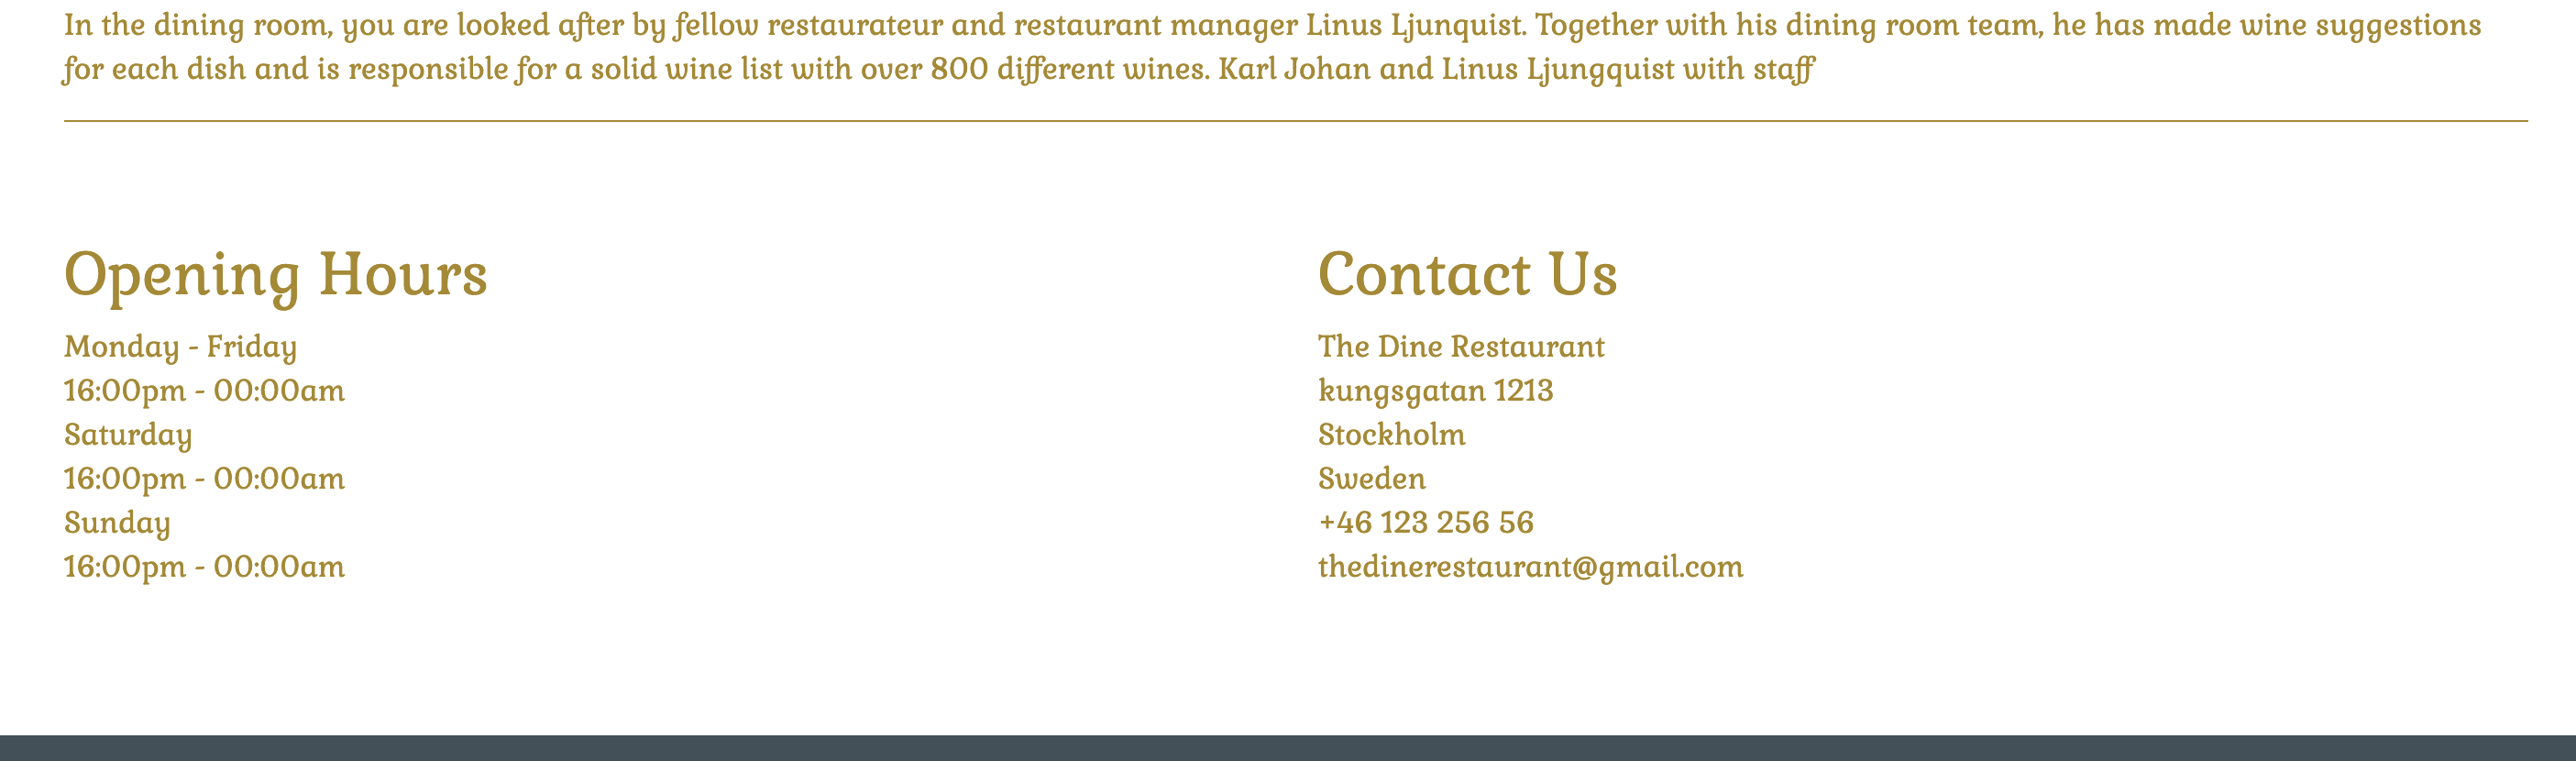 In the dining room, you are looked after by fellow restaurateur and restaurant manager Linus Ljunquist. Together with his dining room team, he has made wine suggestions
for each dish and is responsible for a solid wine list with over 800 different wines. Karl Johan and Linus Ljungquist with staff
Opening Hours
Monday - Friday
16:00pm - 00:00am
Saturday
16:00pm - 00:00am
Sunday
16:00pm - 00:00am
Contact Us
The Dine Restaurant
kungsgatan 1213
Stockholm
Sweden
+46 123 256 56
thedinerestaurant@gmail.com